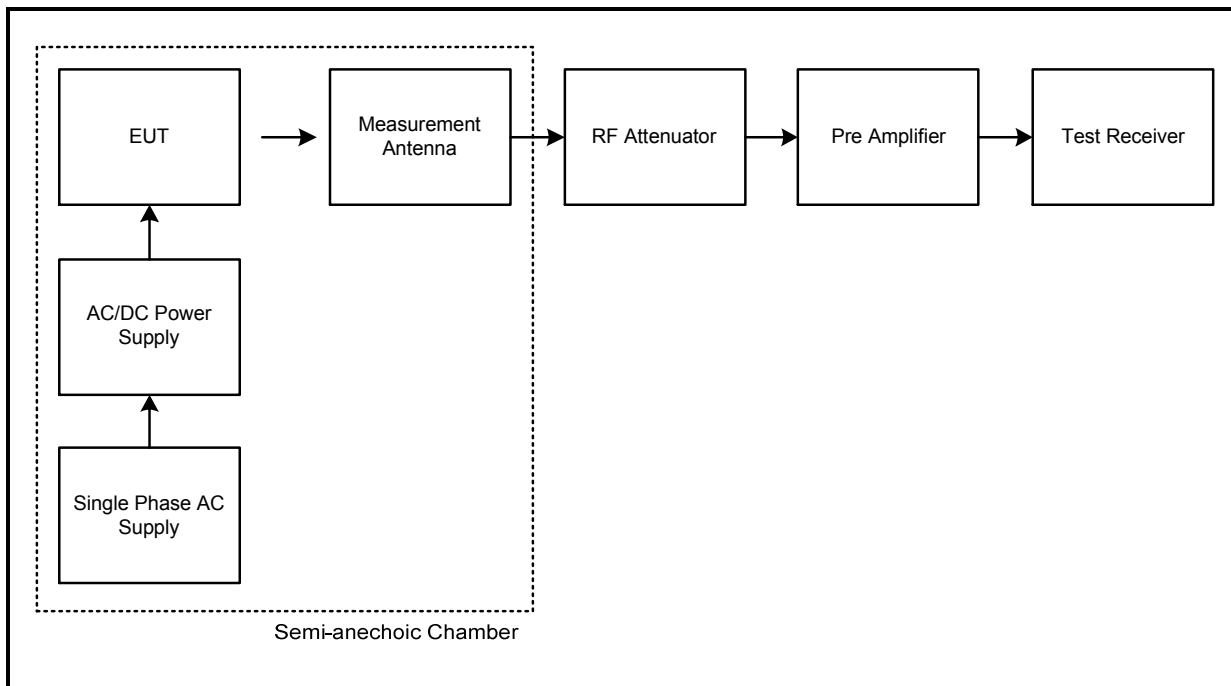 EUT
Measurement
Antenna
RF Attenuator
Pre Amplifier
Test Receiver
AC/DC Power
Supply
Single Phase AC
Supply
Semi-anechoic Chamber